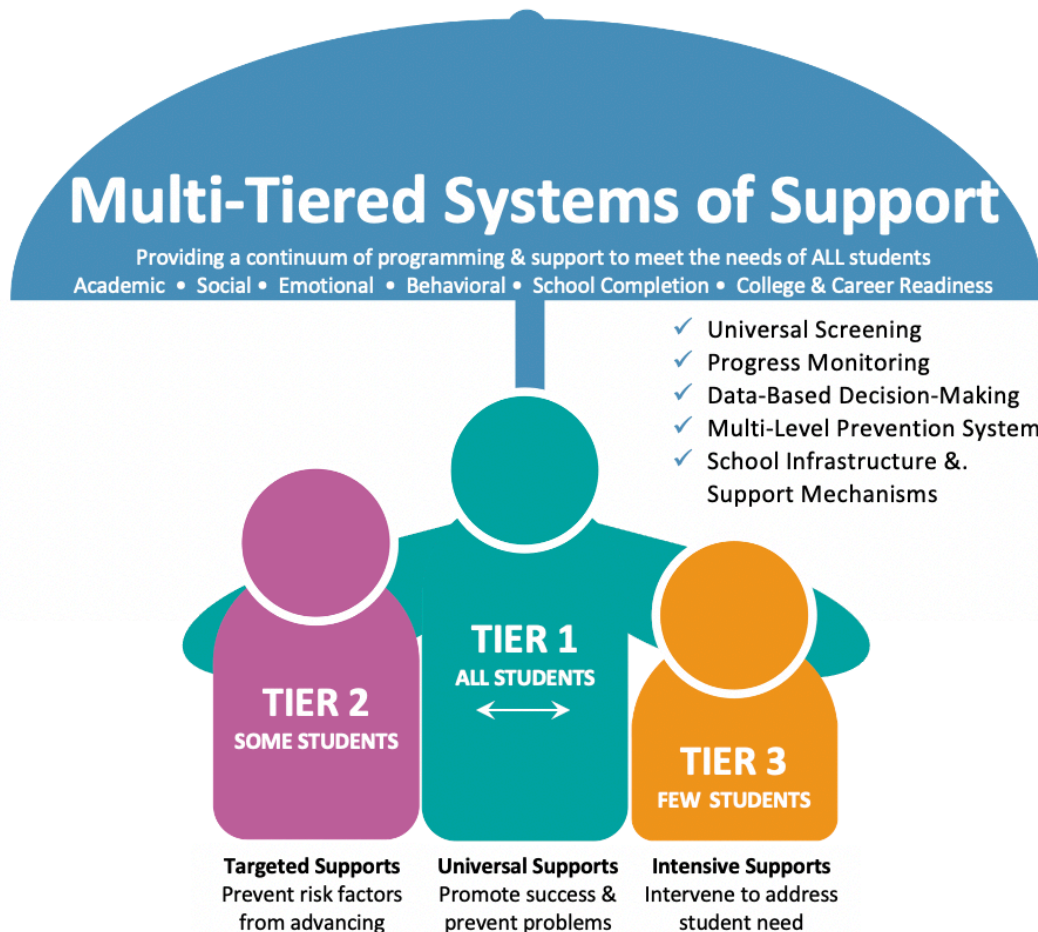 Multi-Tiered Systems of Support
Providing a continuum of programming & support to meet the needs of ALL students
Academic • Social • Emotional • Behavioral • School Completion • College & Career Readiness
✓ Universal Screening
✓ Progress Monitoring
✓ Data-Based Decision-Making
✓ Multi-Level Prevention System
✓ School Infrastructure &.
Support Mechanisms
TIER 1
ALL STUDENTS
TIER 2
SOME STUDENTS
TIER 3
FEW STUDENTS
Targeted Supports
Prevent risk factors
from advancing
Universal Supports
Promote success &
prevent problems
Intensive Supports
Intervene to address
student need